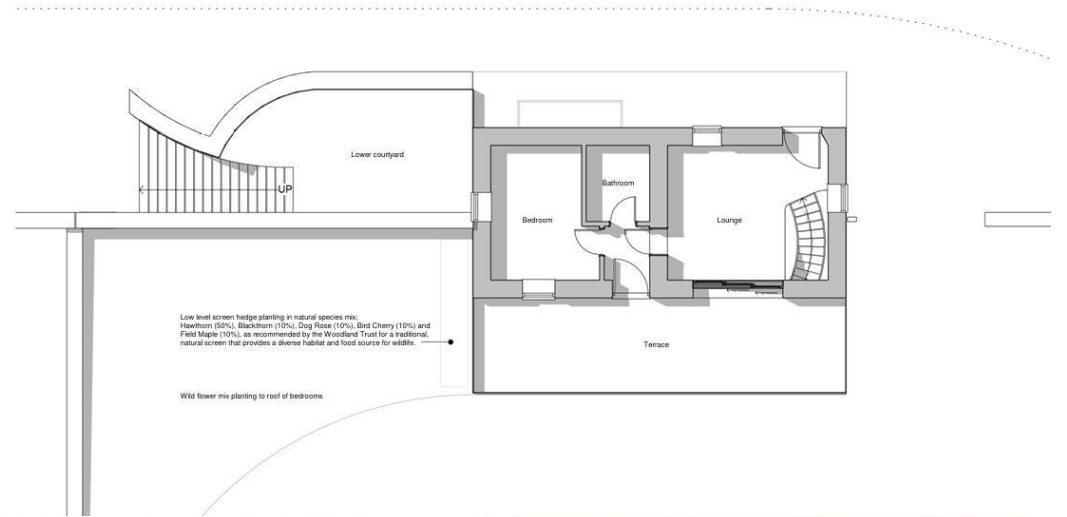 Lower courtyard
UP
Bathroom
Bedroom
Lounge
Low level screen hedge planting in natural species mix;
Hawthorn (50%), Blackthorn (10%), Dog Rose (10%), Bird Cherry (10%) and
Field Maple (10%), as recommended by the Woodland Trust for a traditional,
natural screen that provides a diverse habitat and food source for wildlife.
Terrace
Wild flower mix planting to roof of bedrooms